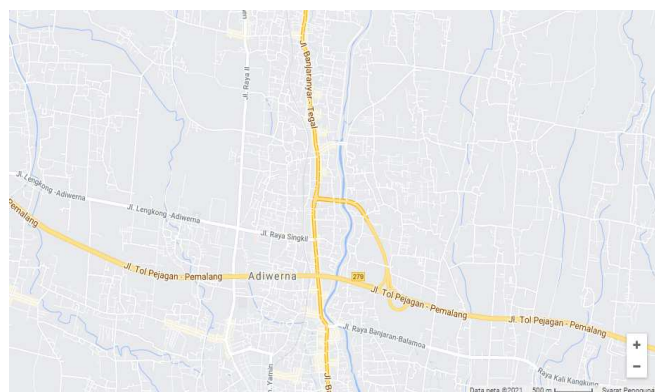 Jl. Raya II
Jl. Banjaranyar - Tegal
Jl. Lengkong -Adiwerna
Jl. Lengkong -Adiwerna
Pemalang
Jl. Raya Singkil
Jl. Tol Pejagan - Pemalang
Adiwerna
279
Jl. Tol Pejagan - Pemalang
Jl. Tol Pejagan - Pemalang
Jl. Raya Banjaran-Balamoa
Raya Kali Kangkung
Yamin
Jl. B
+
−
Data peta ©2021
500 m
Syarat Pengguna